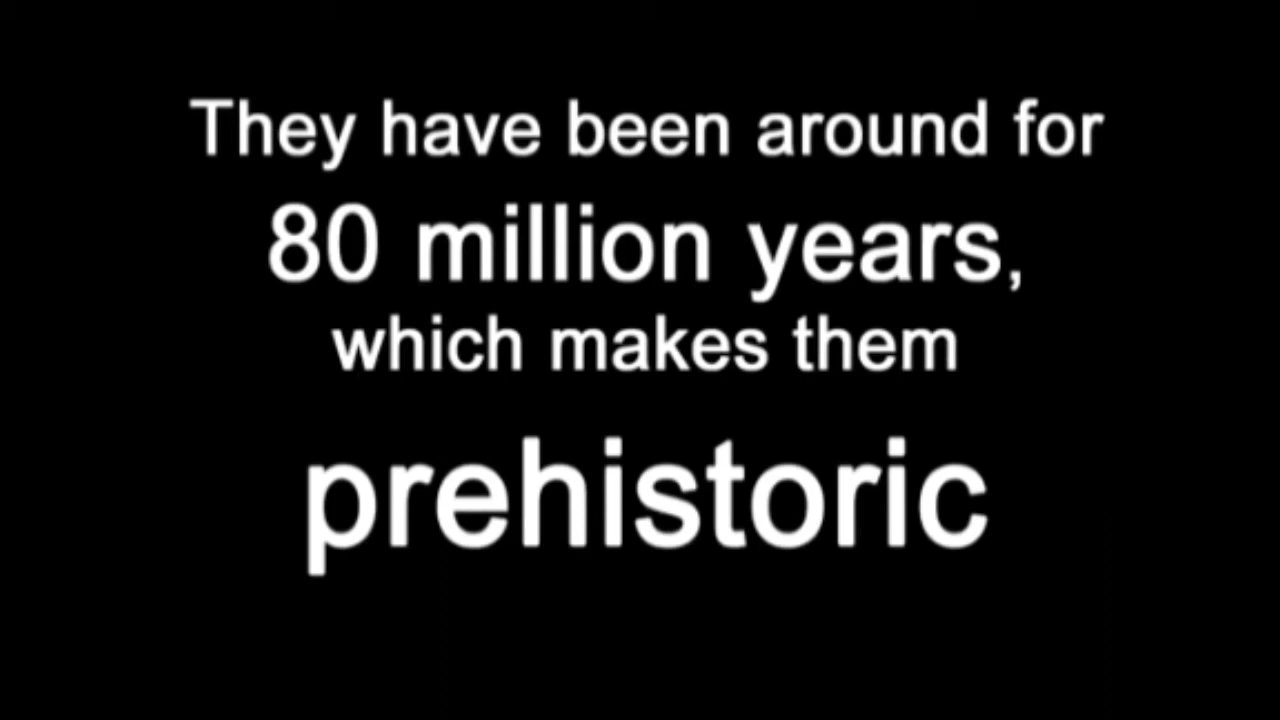 They have been around for
80 million years,
which makes them
prehistoric